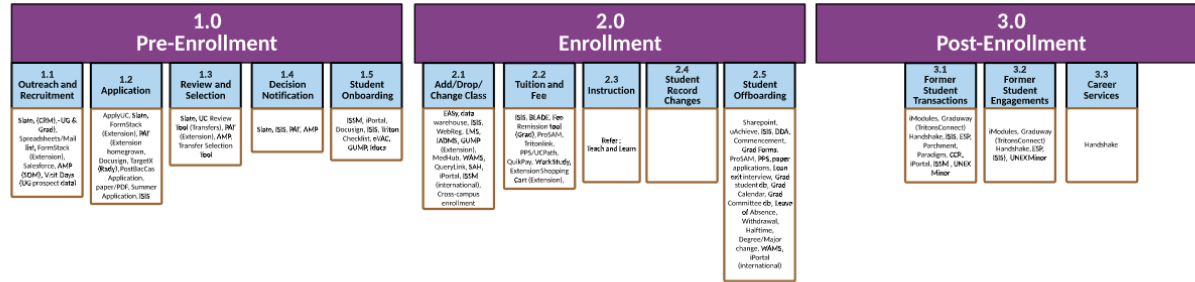 1.0
Pre-Enrollment
1.1
Outreach and
Recruitment
Slate, (CRM),-UG &
Grad),
Spreadsheets/Mail
list, FormStack
(Extension),
Salesforce, AMP
(SOM), Visit Days
(UG prospect data)
1.2
Application
ApplyUC, Slate,
FormStack
(Extension), PAT
(Extension
homegrown,
Docusign, TargetX
(Rady),PostBacCas
Application,
paper/PDF, Summer
Application, ISIS
1.3
Review and
Selection
Slate, UC Review
Tool (Transfers), PAT
(Extension), AMP,
Transfer Selection
Tool
1.4
Decision
Notification
Slate, ISIS, PAT, AMP
1.5
Student
Onboarding
ISSM, iPortal,
Docusign, ISIS, Triton
Checklist, eVAC,
GUMP, Mocs
2.0
Enrollment
2.1
Add/Drop/
Change Class
EASy, data
warehouse, ISIS,
WebReg, LMS,
IADMS, GUMP
(Extension),
MedHub, WAMS,
QueryLink, SAH,
iPortal, ISSM
(international),
Cross-campus
enrollment
2.2
Tuition and
Fee
ISIS, BLADE, Fee
Remission tool
(Grad), ProSAM,
Tritonlink,
PPS/UCPath,
QuikPay, WorkStudy,
ExtensionShopping
Cart (Extension),
2.3
Instruction
Refer :
Teach and Learn
2.4
Student
Record
Changes
2.5
Student
Offboarding
Sharepoint,
uAchieve, ISIS, DDA,
Commencement,
Grad Forms,
ProSAM, PPS, paper
applications, Loan
exit interview, Grad
student db, Grad
Calendar, Grad
Committee db, Leave
of Absence,
Withdrawal,
Halftime,
Degree/Major
change, WAMS,
iPortal
(international)
3.0
Post-Enrollment
3.1
Former
Student
Transactions
iModules, Graduway
(TritonsConnect)
Handshake, ISIS, ESP,
Parchment,
Paradigm, CCR,
iPortal, ISSM , UNEX
Minor
3.2
Former
Student
Engagements
iModules, Graduway
(TritonsConnect)
Handshake, ESP,
ISIS), UNEXMinor
3.3
Career
Services
Handshake